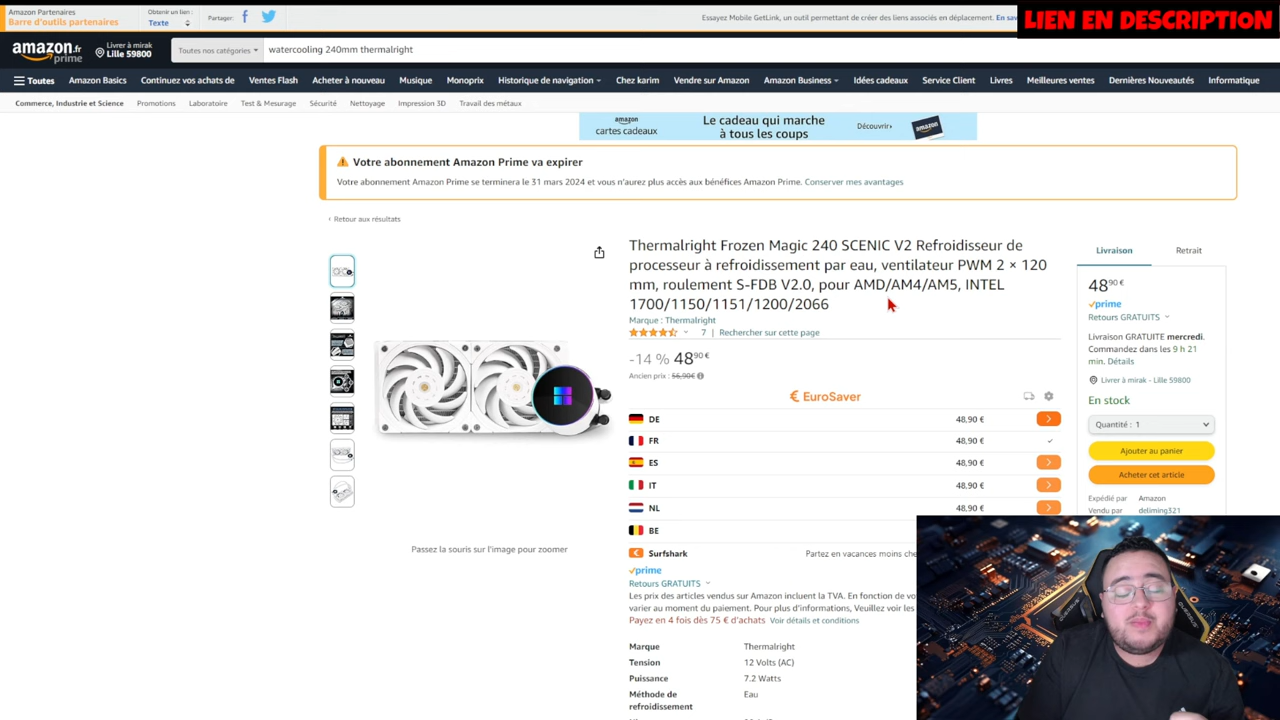 Amazon Partenaires
Barre d'outils partenaires
Obtenir un lien :
Texte
Partager:
Essayez Mobile GetLink, un outil permettant de créer des liens associés en déplacement. En sav
LIEN EN DESCRIPTION
amazon.fr
prime
Livrer à mirak
Lille 59800
Toutes nos catégories
watercooling 240mm thermalright
Toutes
Amazon Basics
Continuez vos achats de
Ventes Flash
Acheter à nouveau
Musique
Monoprix
Historique de navigation
Chez karim
Vendre sur Amazon
Amazon Business
Idées cadeaux
Service Client
Livres
Meilleures ventes
Dernières Nouveautés
Informatique
Commerce, Industrie et Science
Promotions
Laboratoire
Test & Mesurage
Sécurité
Nettoyage
Impression 3D
Travail des métaux
amazon
cartes cadeaux
Le cadeau qui marche
à tous les coups
Découvrir›
amazon
Votre abonnement Amazon Prime va expirer
Votre abonnement Amazon Prime se terminera le 31 mars 2024 et vous n'aurez plus accès aux bénéfices Amazon Prime. Conserver mes avantages
‹ Retour aux résultats
Thermalright Frozen Magic 240 SCENIC V2 Refroidisseur de
processeur à refroidissement par eau, ventilateur PWM 2 × 120
mm, roulement S-FDB V2.0, pour AMD/AM4/AM5, INTEL
1700/1150/1151/1200/2066
Marque : Thermalright
7 | Rechercher sur cette page
-14 % 48,90 €
Ancien prix : 56,90€
€ EuroSaver
DE 48,90 €
FR 48,90 €
ES 48,90 €
IT 48,90 €
NL 48,90 €
BE
Surfshark Partez en vacances moins che
prime
Retours GRATUITS
Les prix des articles vendus sur Amazon incluent la TVA. En fonction de vo
varier au moment du paiement. Pour plus d'informations, Veuillez voir les
Payez en 4 fois dès 75 € d'achats Voir détails et conditions
Marque Thermalright
Tension 12 Volts (AC)
Puissance 7.2 Watts
Méthode de Eau
refroidissement
Passez la souris sur l'image pour zoomer
Livraison
Retrait
48,90 €
prime
Retours GRATUITS
Livraison GRATUITE mercredi.
Commandez dans les 9 h 21
min. Détails
Livrer à mirak - Lille 59800
En stock
Quantité : 1
Ajouter au panier
Acheter cet article
Expédié par Amazon
Vendu par deliming321